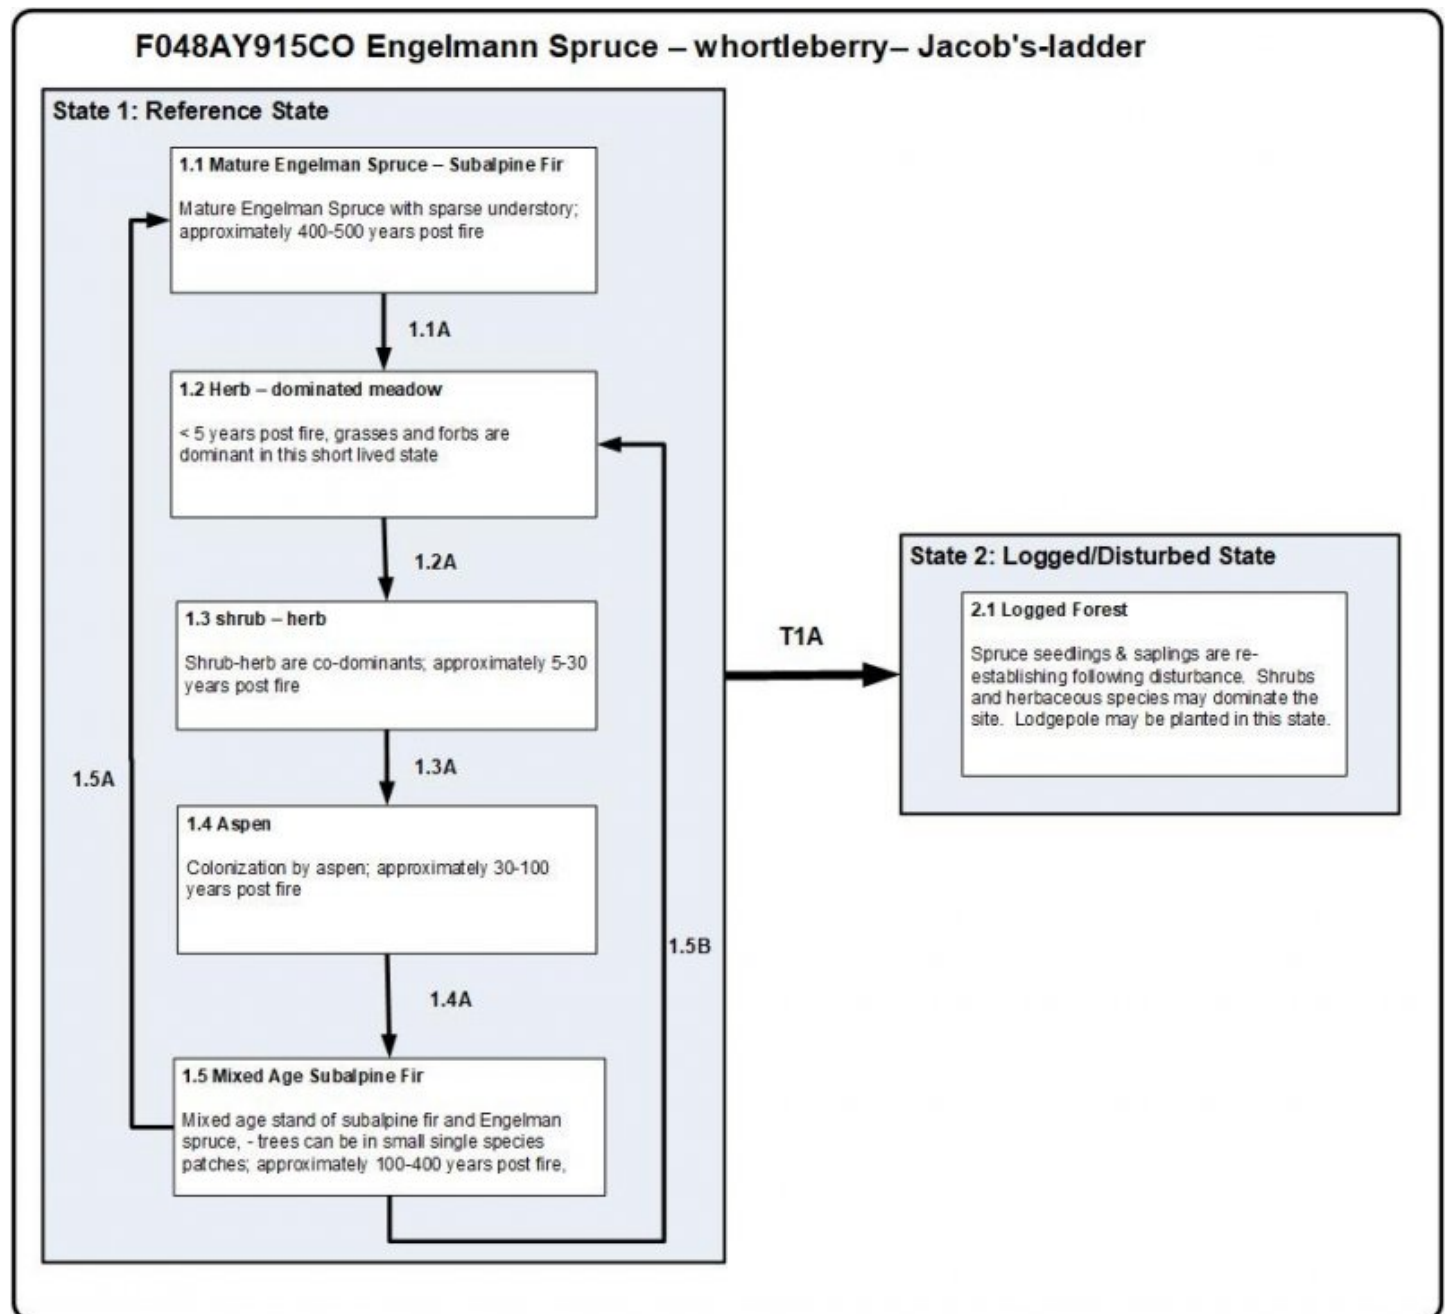 F048AY915CO Engelmann Spruce – whortleberry– Jacob's-ladder
State 1: Reference State
1.1 Mature Engelman Spruce – Subalpine Fir
Mature Engelman Spruce with sparse understory;
approximately 400-500 years post fire
1.1A
1.2 Herb – dominated meadow
< 5 years post fire, grasses and forbs are
dominant in this short lived state
1.2A
1.3 shrub – herb
Shrub-herb are co-dominants; approximately 5-30
years post fire
1.3A
1.4 Aspen
Colonization by aspen; approximately 30-100
years post fire
1.4A
1.5 Mixed Age Subalpine Fir
Mixed age stand of subalpine fir and Engelman
spruce, - trees can be in small single species
patches; approximately 100-400 years post fire,
1.5A
1.5B
T1A
State 2: Logged/Disturbed State
2.1 Logged Forest
Spruce seedlings & saplings are re-
establishing following disturbance. Shrubs
and herbaceous species may dominate the
site. Lodgepole may be planted in this state.